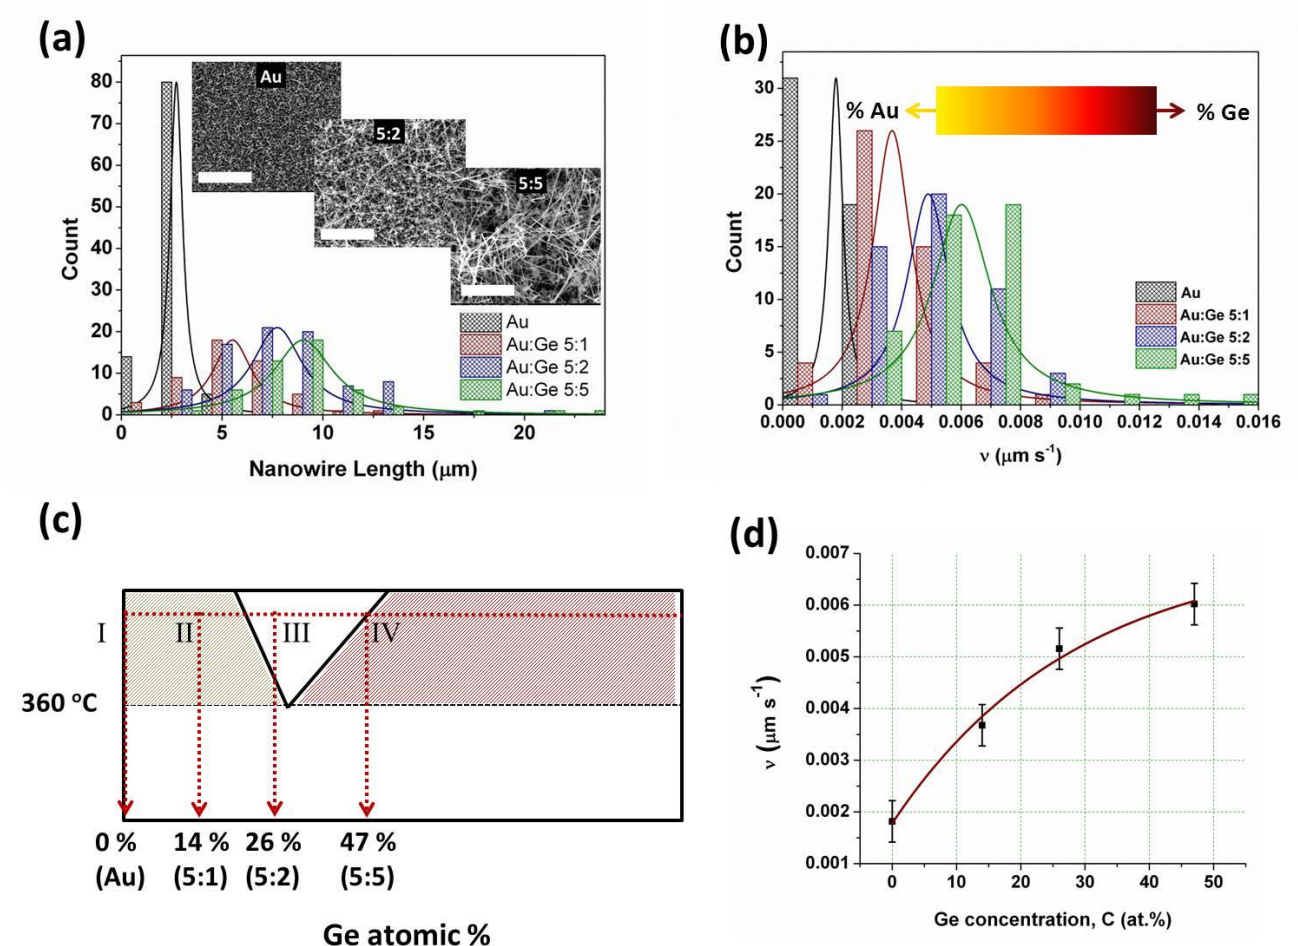 (a)
Count
80
70
60
50
40
30
20
10
0
0
5
10
15
20
Nanowire Length (μm)
Au
5:2
5:5
Au
Au:Ge 5:1
Au:Ge 5:2
Au:Ge 5:5
(b)
Count
30
25
20
15
10
5
0
0.000
0.002
0.004
0.006
0.008
0.010
0.012
0.014
0.016
ν (μm s⁻¹)
% Au
% Ge
Au
Au:Ge 5:1
Au:Ge 5:2
Au:Ge 5:5
(c)
I
II
III
IV
360 °C
0 %
(Au)
14 %
(5:1)
26 %
(5:2)
47 %
(5:5)
Ge atomic %
(d)
ν (μm s⁻¹)
0.007
0.006
0.005
0.004
0.003
0.002
0.001
0
10
20
30
40
50
Ge concentration, C (at.%)